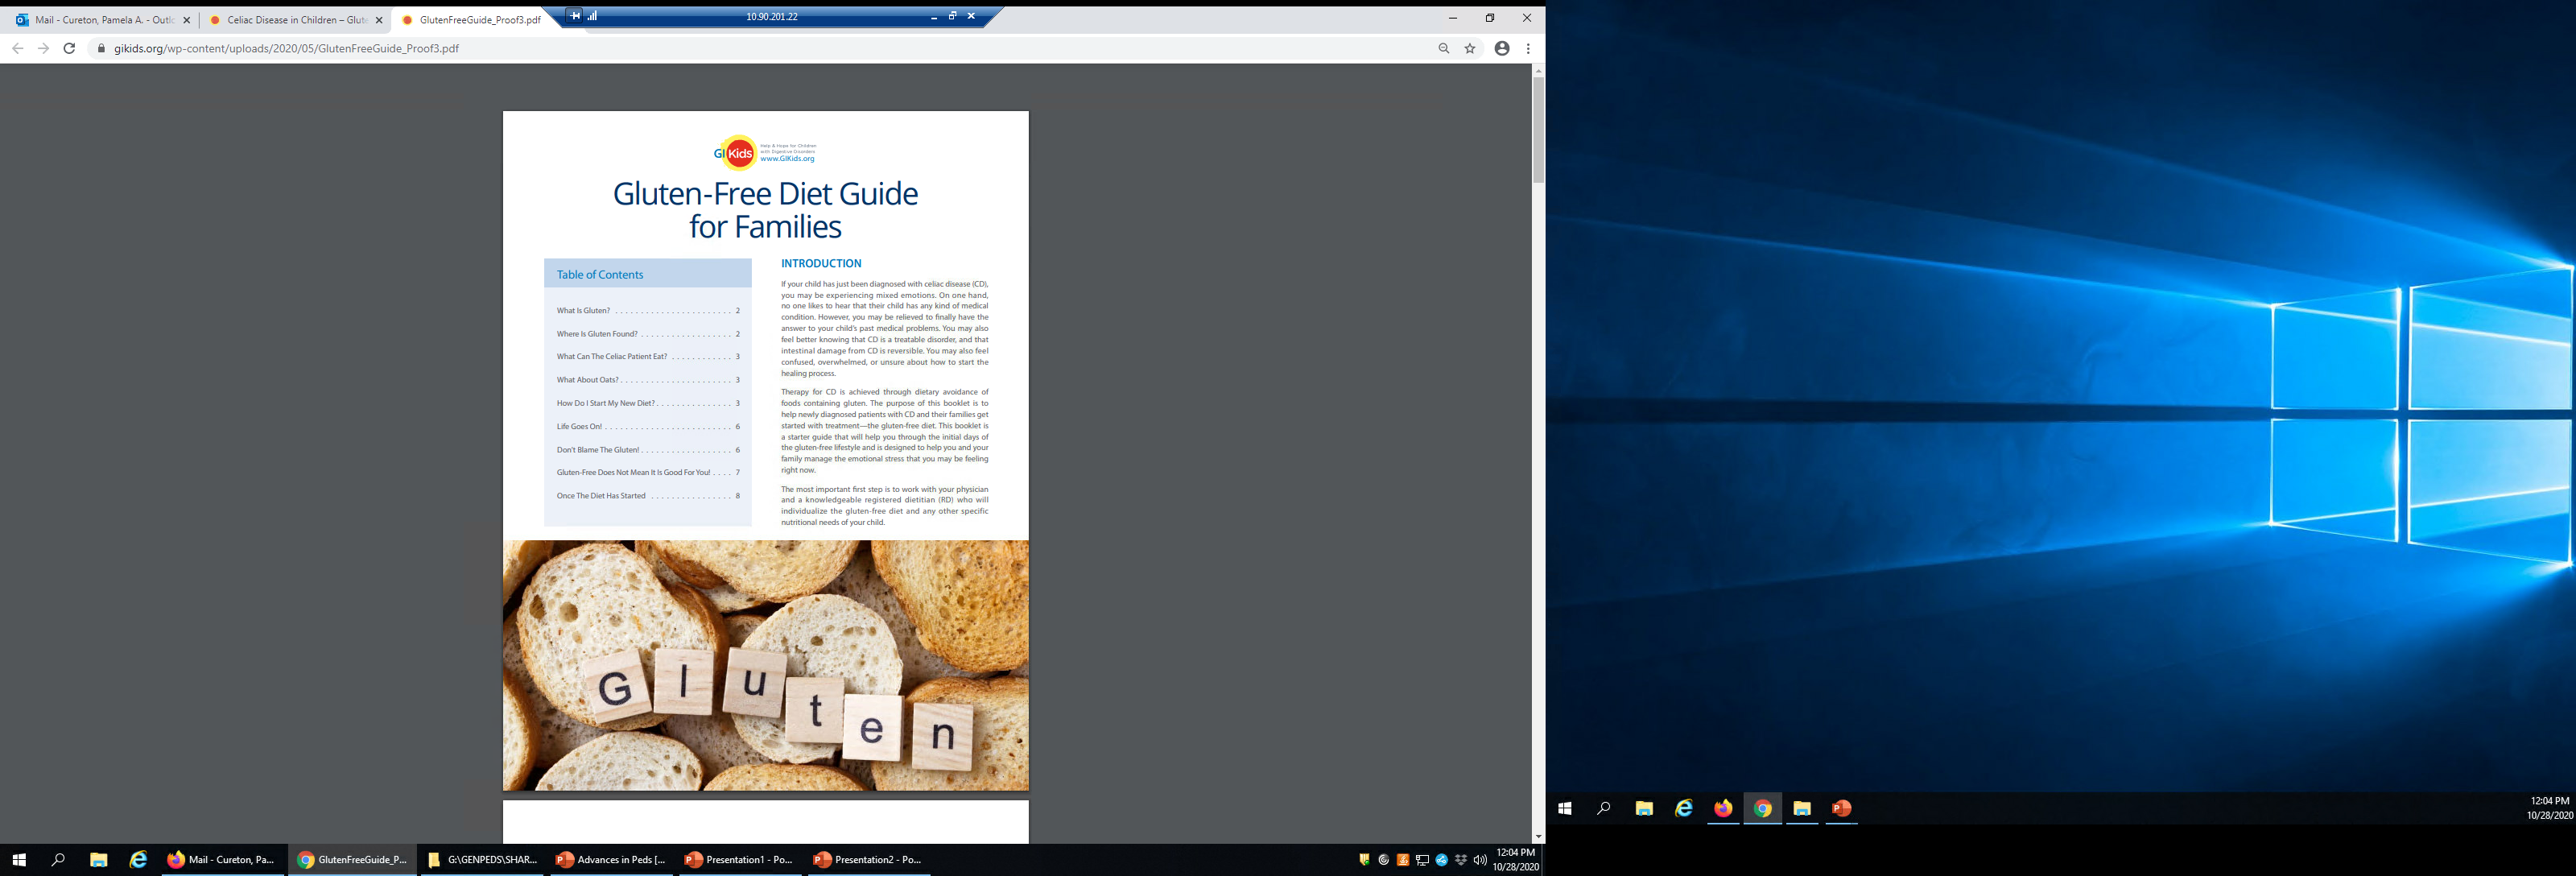 Mail - Cureton, Pamela A. - Outlo
Celiac Disease in Children – Glute
GlutenFreeGuide_Proof3.pdf
10.90.201.22
gikids.org/wp-content/uploads/2020/05/GlutenFreeGuide_Proof3.pdf
GIKids
Help & Hope for Children
with Digestive Disorders
www.GIKids.org
Gluten-Free Diet Guide
for Families
Table of Contents
What Is Gluten? . . . . . . . . . . . . . . . . . . . . . . . 2
Where Is Gluten Found? . . . . . . . . . . . . . . . . . . 2
What Can The Celiac Patient Eat? . . . . . . . . . . . . 3
What About Oats? . . . . . . . . . . . . . . . . . . . . . . 3
How Do I Start My New Diet? . . . . . . . . . . . . . . . 3
Life Goes On! . . . . . . . . . . . . . . . . . . . . . . . . . 6
Don't Blame The Gluten! . . . . . . . . . . . . . . . . . . 6
Gluten-Free Does Not Mean It Is Good For You! . . . . 7
Once The Diet Has Started . . . . . . . . . . . . . . . . 8
INTRODUCTION
If your child has just been diagnosed with celiac disease (CD),
you may be experiencing mixed emotions. On one hand,
no one likes to hear that their child has any kind of medical
condition. However, you may be relieved to finally have the
answer to your child's past medical problems. You may also
feel better knowing that CD is a treatable disorder, and that
intestinal damage from CD is reversible. You may also feel
confused, overwhelmed, or unsure about how to start the
healing process.
Therapy for CD is achieved through dietary avoidance of
foods containing gluten. The purpose of this booklet is to
help newly diagnosed patients with CD and their families get
started with treatment—the gluten-free diet. This booklet is
a starter guide that will help you through the initial days of
the gluten-free lifestyle and is designed to help you and your
family manage the emotional stress that you may be feeling
right now.
The most important first step is to work with your physician
and a knowledgeable registered dietitian (RD) who will
individualize the gluten-free diet and any other specific
nutritional needs of your child.
Gluten
Mail - Cureton, Pa...
GlutenFreeGuide_P...
G:\GENPEDS\SHAR...
Advances in Peds [...
Presentation1 - Po...
Presentation2 - Po...
12:04 PM
10/28/2020
12:04 PM
10/28/2020